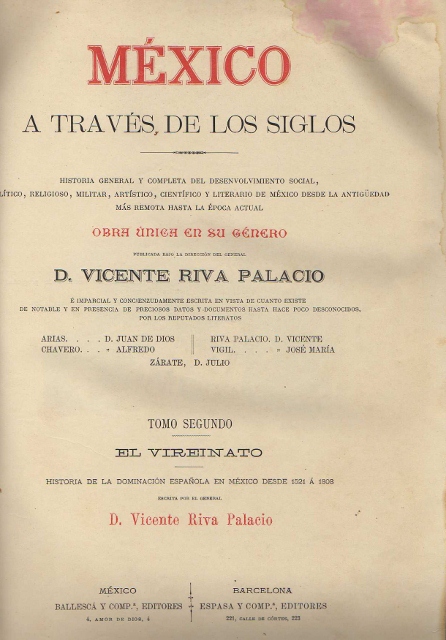 MÉXICO
A TRAVÉS DE LOS SIGLOS
HISTORIA GENERAL Y COMPLETA DEL DESENVOLVIMIENTO SOCIAL,
LÍTICO, RELIGIOSO, MILITAR, ARTÍSTICO, CIENTÍFICO Y LITERARIO DE MÉXICO DESDE LA ANTIGÜEDAD
MÁS REMOTA HASTA LA ÉPOCA ACTUAL
OBRA ÚNICA EN SU GÉNERO
PUBLICADA BAJO LA DIRECCIÓN DEL GENERAL
D. VICENTE RIVA PALACIO
É IMPARCIAL Y CONCIENZUDAMENTE ESCRITA EN VISTA DE CUANTO EXISTE
DE NOTABLE Y EN PRESENCIA DE PRECIOSOS DATOS Y DOCUMENTOS HASTA HACE POCO DESCONOCIDOS,
POR LOS REPUTADOS LITERATOS
ARIAS. . . . D. JUAN DE DIOS
CHAVERO. . . » ALFREDO
RIVA PALACIO. D. VICENTE
VIGIL. . . . . » JOSÉ MARÍA
ZÁRATE, D. JULIO
TOMO SEGUNDO
EL VIREINATO
HISTORIA DE LA DOMINACIÓN ESPAÑOLA EN MÉXICO DESDE 1521 Á 1808
ESCRITA POR EL GENERAL
D. Vicente Riva Palacio
MÉXICO
BALLESCÁ Y COMP.ª, EDITORES
4, AMOR DE DIOS, 4
BARCELONA
ESPASA Y COMP.ª, EDITORES
221, CALLE DE CÓRTES, 223